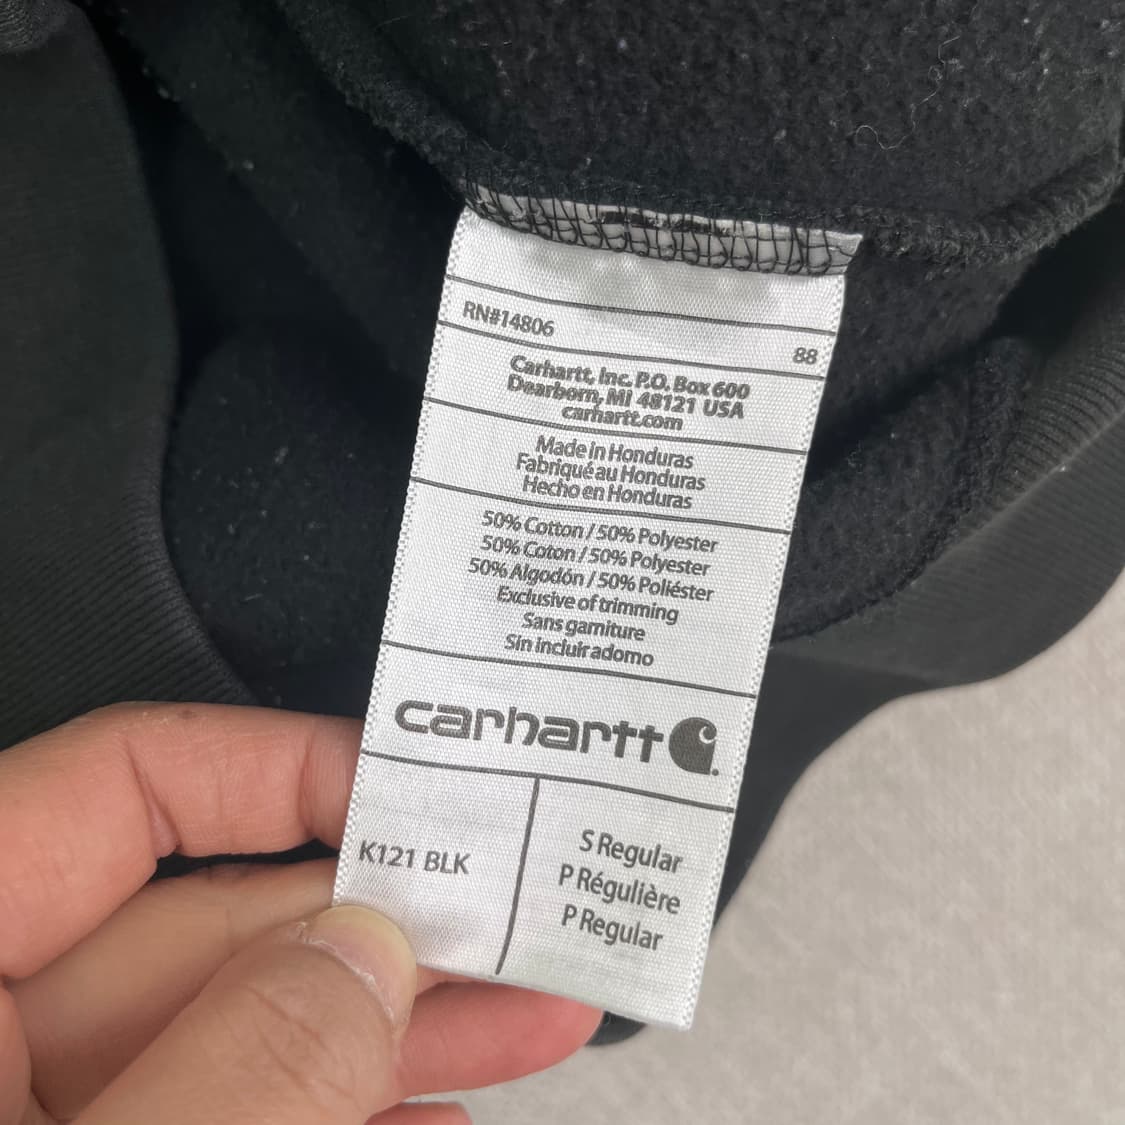 RN#14806
88
Carhartt, Inc. P.O. Box 600
Dearborn, MI 48121 USA
carhartt.com
Made in Honduras
Fabriqué au Honduras
Hecho en Honduras
50% Cotton / 50% Polyester
50% Coton / 50% Polyester
50% Algodón / 50% Poliéster
Exclusive of trimming
Sans garniture
Sin incluir adorno
carhartt
K121 BLK
S Regular
P Régulière
P Regular